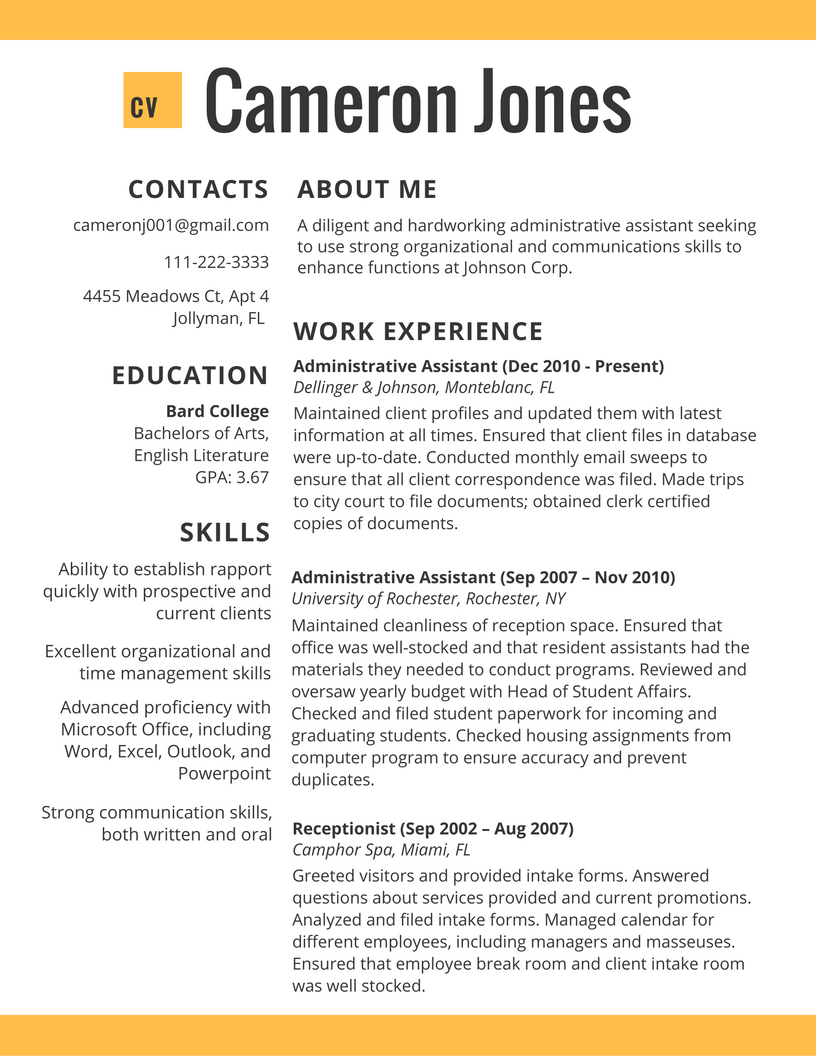 CV
Cameron Jones
CONTACTS
cameronj001@gmail.com
111-222-3333
4455 Meadows Ct, Apt 4
Jollyman, FL
EDUCATION
Bard College
Bachelors of Arts,
English Literature
GPA: 3.67
SKILLS
Ability to establish rapport
quickly with prospective and
current clients
Excellent organizational and
time management skills
Advanced proficiency with
Microsoft Office, including
Word, Excel, Outlook, and
Powerpoint
Strong communication skills,
both written and oral
ABOUT ME
A diligent and hardworking administrative assistant seeking
to use strong organizational and communications skills to
enhance functions at Johnson Corp.
WORK EXPERIENCE
Administrative Assistant (Dec 2010 - Present)
Dellinger & Johnson, Monteblanc, FL
Maintained client profiles and updated them with latest
information at all times. Ensured that client files in database
were up-to-date. Conducted monthly email sweeps to
ensure that all client correspondence was filed. Made trips
to city court to file documents; obtained clerk certified
copies of documents.
Administrative Assistant (Sep 2007 – Nov 2010)
University of Rochester, Rochester, NY
Maintained cleanliness of reception space. Ensured that
office was well-stocked and that resident assistants had the
materials they needed to conduct programs. Reviewed and
oversaw yearly budget with Head of Student Affairs.
Checked and filed student paperwork for incoming and
graduating students. Checked housing assignments from
computer program to ensure accuracy and prevent
duplicates.
Receptionist (Sep 2002 – Aug 2007)
Camphor Spa, Miami, FL
Greeted visitors and provided intake forms. Answered
questions about services provided and current promotions.
Analyzed and filed intake forms. Managed calendar for
different employees, including managers and masseuses.
Ensured that employee break room and client intake room
was well stocked.